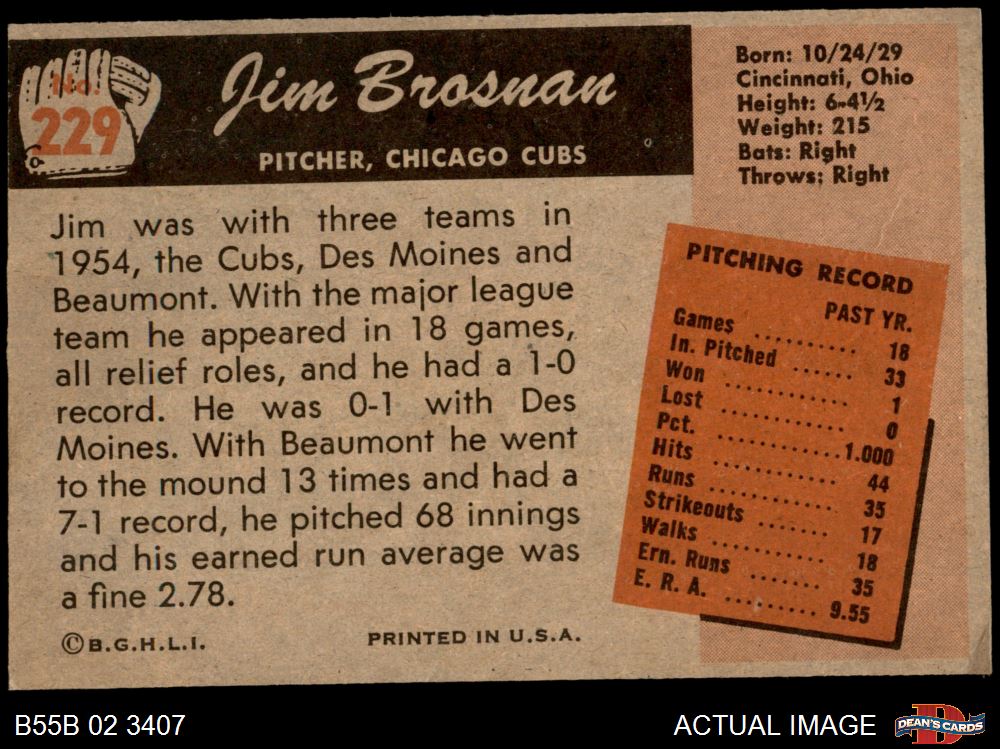 No.
229
Jim Brosnan
PITCHER, CHICAGO CUBS
Born: 10/24/29
Cincinnati, Ohio
Height: 6-4½
Weight: 215
Bats: Right
Throws: Right
Jim was with three teams in
1954, the Cubs, Des Moines and
Beaumont. With the major league
team he appeared in 18 games,
all relief roles, and he had a 1-0
record. He was 0-1 with Des
Moines. With Beaumont he went
to the mound 13 times and had a
7-1 record, he pitched 68 innings
and his earned run average was
a fine 2.78.
©B.G.H.L.I.
PRINTED IN U.S.A.
PITCHING RECORD
PAST YR.
Games .......... 18
In. Pitched ...... 33
Won .......... 1
Lost .......... 0
Pct. ..........1.000
Hits .......... 44
Runs .......... 35
Strikeouts ...... 17
Walks .......... 18
Ern. Runs ....... 35
E. R. A. ......... 9.55
B55B 02 3407
ACTUAL IMAGE
DEAN'S CARDS